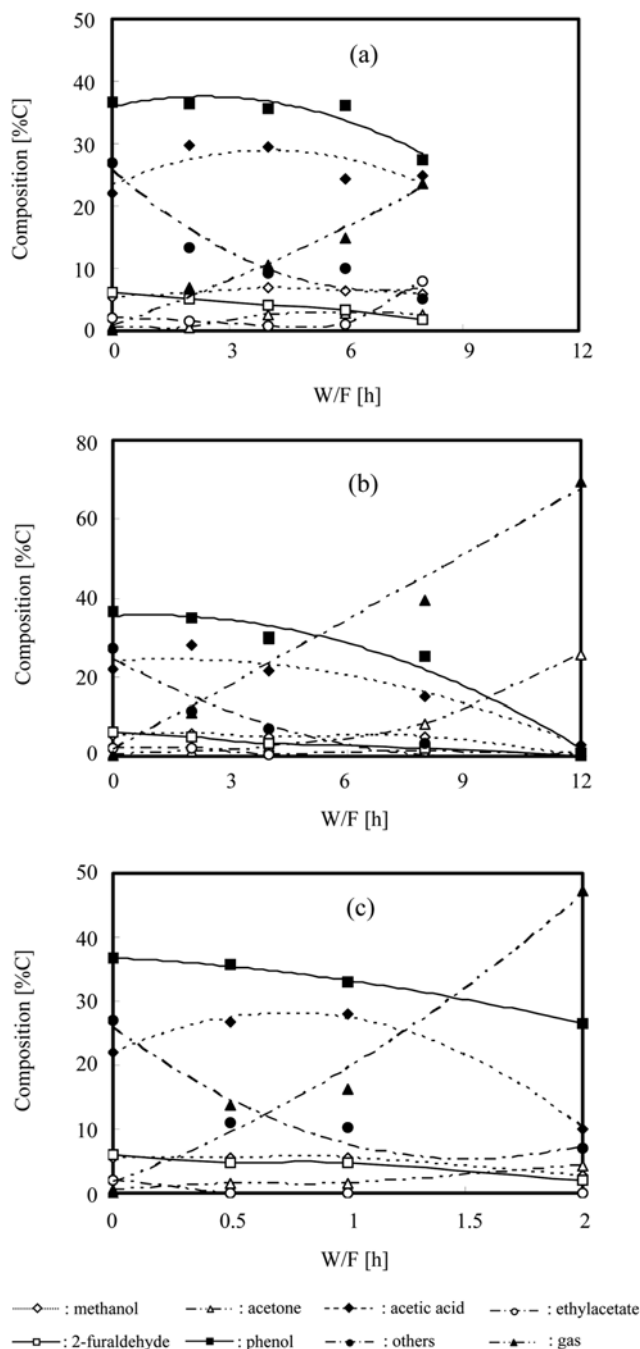 (a)
Composition [%C]
50
40
30
20
10
0
0 3 6 9 12
W/F [h]
(b)
Composition [%C]
80
60
40
20
0
0 3 6 9 12
W/F [h]
(c)
Composition [%C]
50
40
30
20
10
0
0 0.5 1 1.5 2
W/F [h]
: methanol : acetone : acetic acid : ethylacetate
: 2-furaldehyde : phenol : others : gas